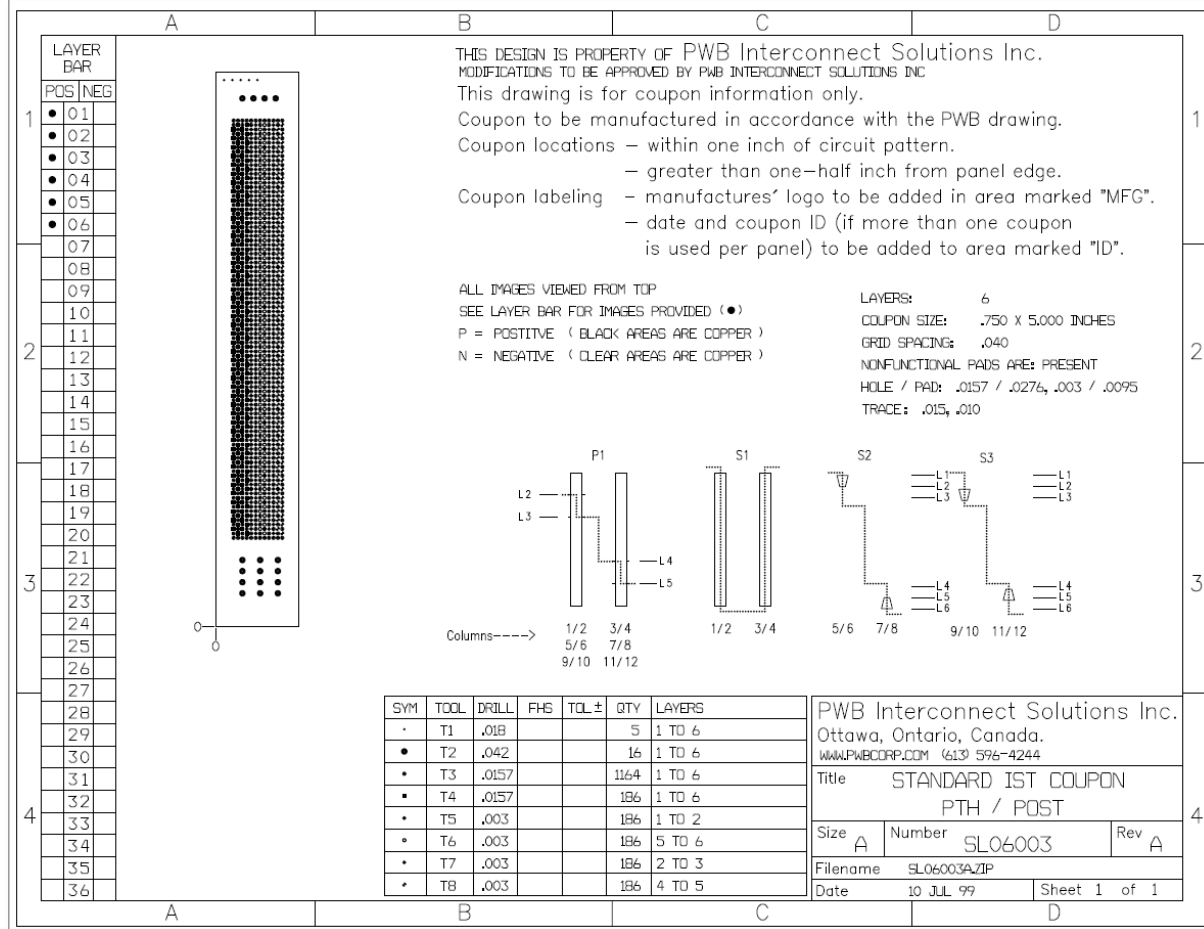 A B C D
LAYER
BAR
POS NEG
● 01
● 02
● 03
● 04
● 05
● 06
07
08
09
10
11
12
13
14
15
16
17
18
19
20
21
22
23
24
25
26
27
28
29
30
31
32
33
34
35
36
1
2
3
4
0
0
THIS DESIGN IS PROPERTY OF PWB Interconnect Solutions Inc.
MODIFICATIONS TO BE APPROVED BY PWB INTERCONNECT SOLUTIONS INC
This drawing is for coupon information only.
Coupon to be manufactured in accordance with the PWB drawing.
Coupon locations – within one inch of circuit pattern.
– greater than one-half inch from panel edge.
Coupon labeling – manufactures' logo to be added in area marked "MFG".
– date and coupon ID (if more than one coupon
is used per panel) to be added to area marked "ID".
ALL IMAGES VIEWED FROM TOP
SEE LAYER BAR FOR IMAGES PROVIDED (●)
P = POSTITVE ( BLACK AREAS ARE COPPER )
N = NEGATIVE ( CLEAR AREAS ARE COPPER )
LAYERS: 6
COUPON SIZE: .750 X 5.000 INCHES
GRID SPACING: .040
NONFUNCTIONAL PADS ARE: PRESENT
HOLE / PAD: .0157 / .0276, .003 / .0095
TRACE: .015, .010
1
2
3
4
P1 S1 S2 S3
L2
L3
L4
L5
L1
L2
L3
L4
L5
L6
L1
L2
L3
L4
L5
L6
Columns----> 1/2 3/4 1/2 3/4 5/6 7/8 9/10 11/12
5/6 7/8
9/10 11/12
SYM TOOL DRILL FHS TOL± QTY LAYERS
T1 .018 5 1 TO 6
T2 .042 16 1 TO 6
T3 .0157 1164 1 TO 6
T4 .0157 186 1 TO 6
T5 .003 186 1 TO 2
T6 .003 186 5 TO 6
T7 .003 186 2 TO 3
T8 .003 186 4 TO 5
PWB Interconnect Solutions Inc.
Ottawa, Ontario, Canada.
WWW.PWBCORP.COM (613) 596-4244
Title STANDARD IST COUPON
PTH / POST
Size A Number SL06003 Rev A
Filename SL06003A.ZIP
Date 10 JUL 99 Sheet 1 of 1
A B C D